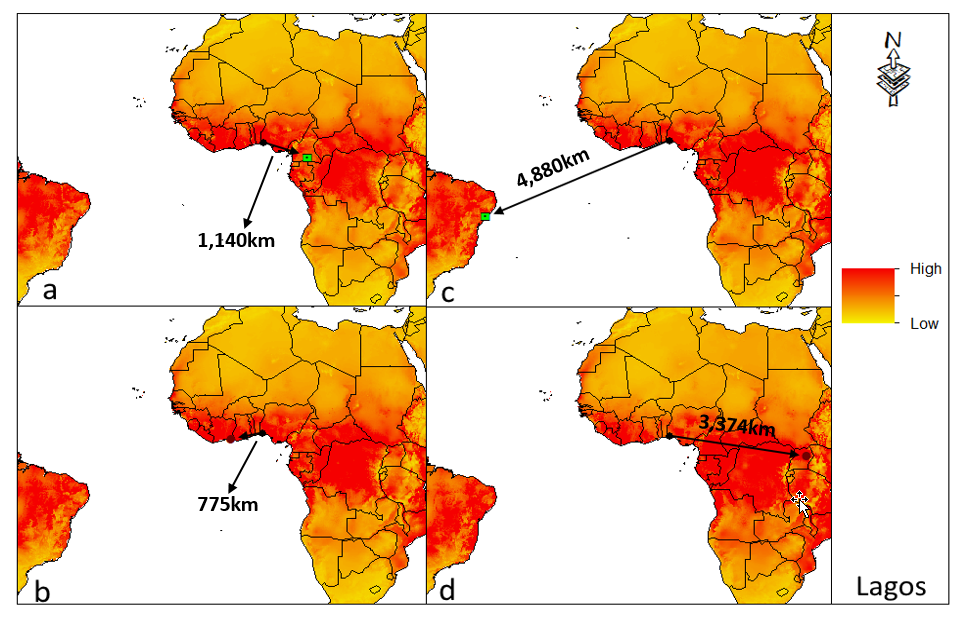 N
4,880km
1,140km
a
c
High
Low
3,374km
775km
b
d
Lagos